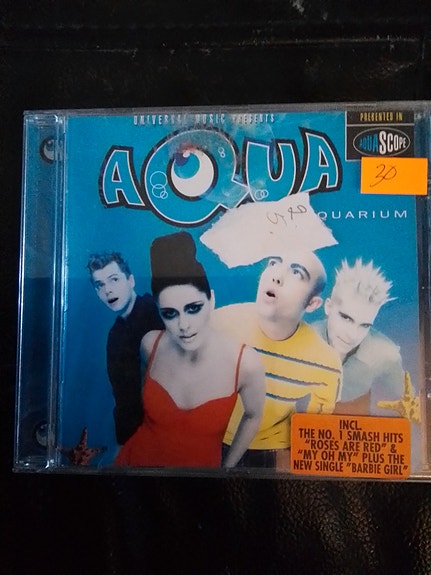 UNIVERSAL MUSIC PRESENTS
PRESENTED IN
AQUASCOPE
AQUA
30
QUARIUM
INCL.
THE NO. 1 SMASH HITS
"ROSES ARE RED" &
"MY OH MY" PLUS THE
NEW SINGLE "BARBIE GIRL"